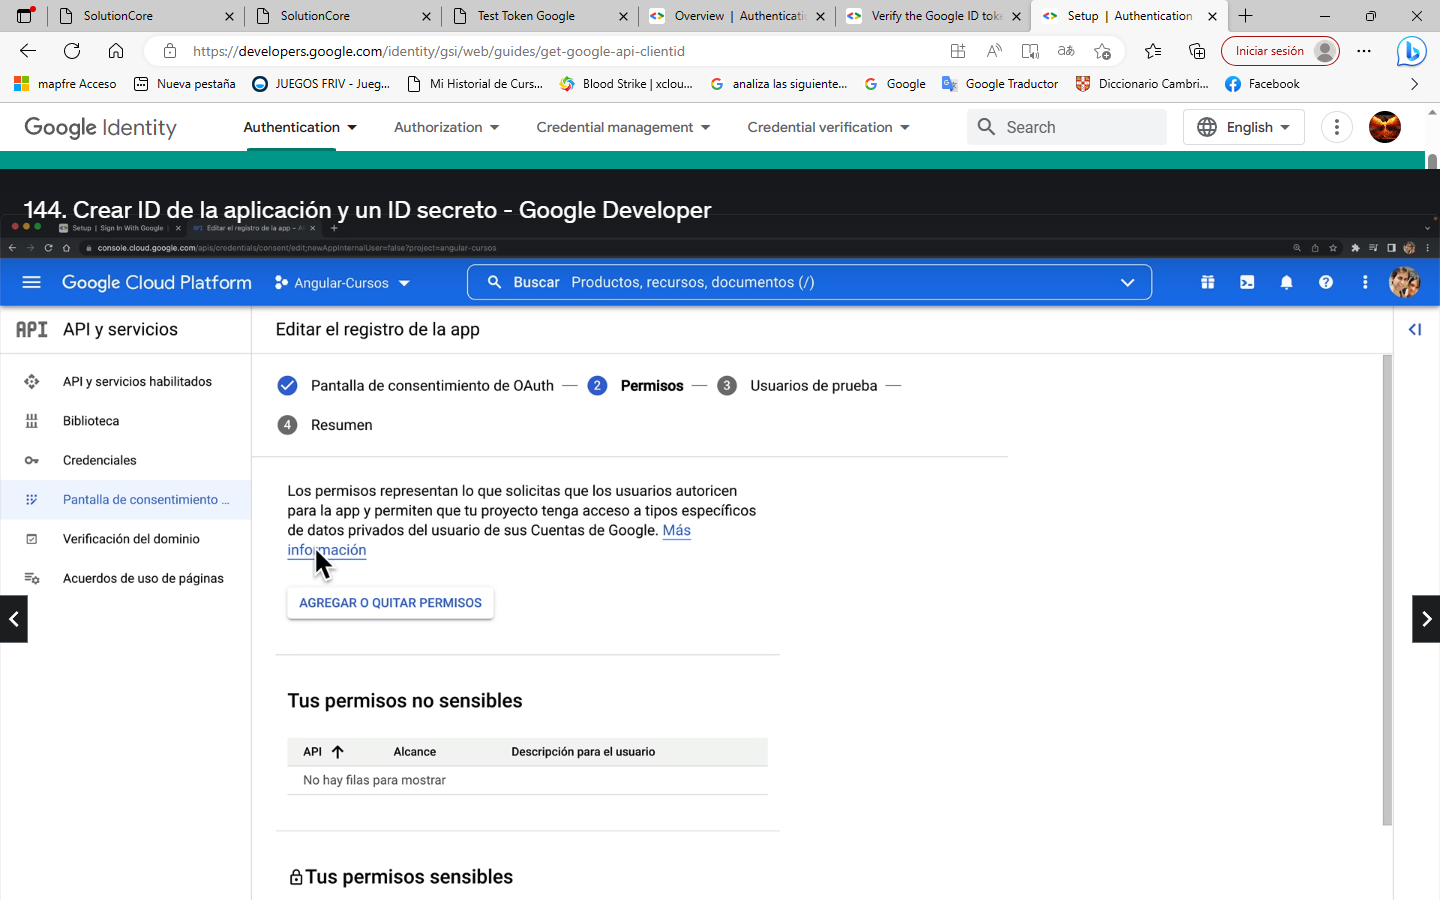 SolutionCore
SolutionCore
Test Token Google
Overview | Authenticati
Verify the Google ID toke
Setup | Authentication
https://developers.google.com/identity/gsi/web/guides/get-google-api-clientid
Iniciar sesión
mapfre Acceso
Nueva pestaña
JUEGOS FRIV - Jueg...
Mi Historial de Curs...
Blood Strike | xclou...
analiza las siguiente...
Google
Google Traductor
Diccionario Cambri...
Facebook
Google Identity
Authentication
Authorization
Credential management
Credential verification
Search
English
144. Crear ID de la aplicación y un ID secreto - Google Developer
Setup | Sign In With Google
Editar el registro de la app – A
console.cloud.google.com/apis/credentials/consent/edit;newAppInternalUser=false?project=angular-cursos
Google Cloud Platform
Angular-Cursos
Buscar Productos, recursos, documentos (/)
API API y servicios
Editar el registro de la app
API y servicios habilitados
Biblioteca
Credenciales
Pantalla de consentimiento ...
Verificación del dominio
Acuerdos de uso de páginas
Pantalla de consentimiento de OAuth
2 Permisos
3 Usuarios de prueba
4 Resumen
Los permisos representan lo que solicitas que los usuarios autoricen
para la app y permiten que tu proyecto tenga acceso a tipos específicos
de datos privados del usuario de sus Cuentas de Google. Más
información
AGREGAR O QUITAR PERMISOS
Tus permisos no sensibles
API Alcance Descripción para el usuario
No hay filas para mostrar
Tus permisos sensibles